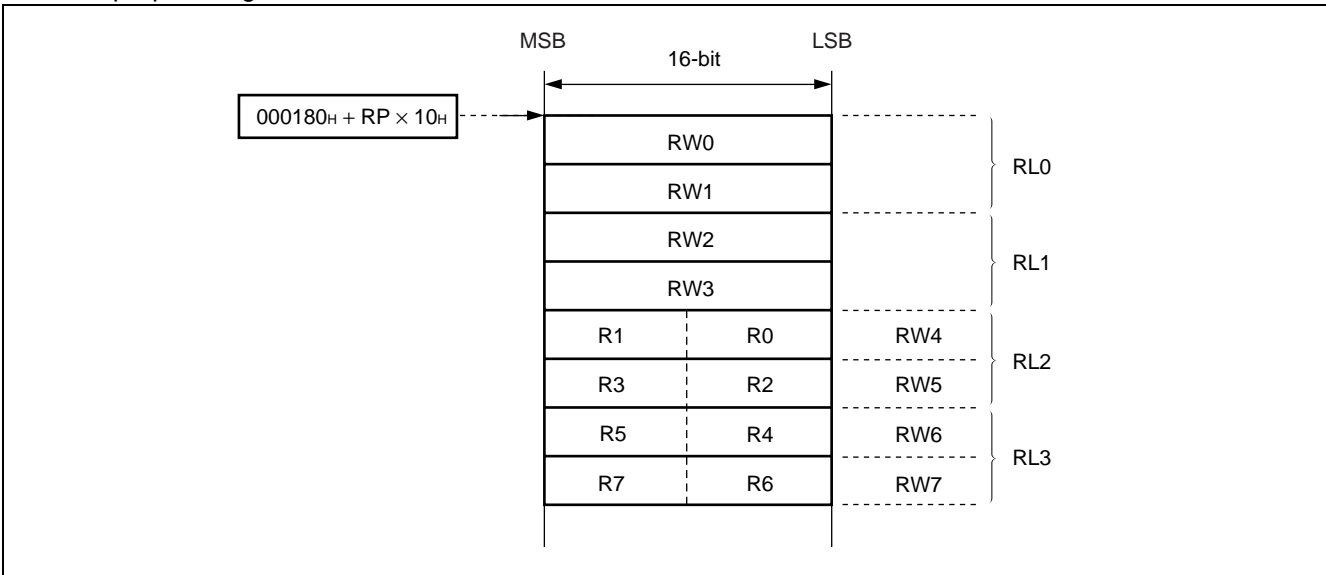 MSB LSB
16-bit
000180H + RP × 10H
RW0
RL0
RW1
RW2
RL1
RW3
R1 R0 RW4
RL2
R3 R2 RW5
R5 R4 RW6
RL3
R7 R6 RW7